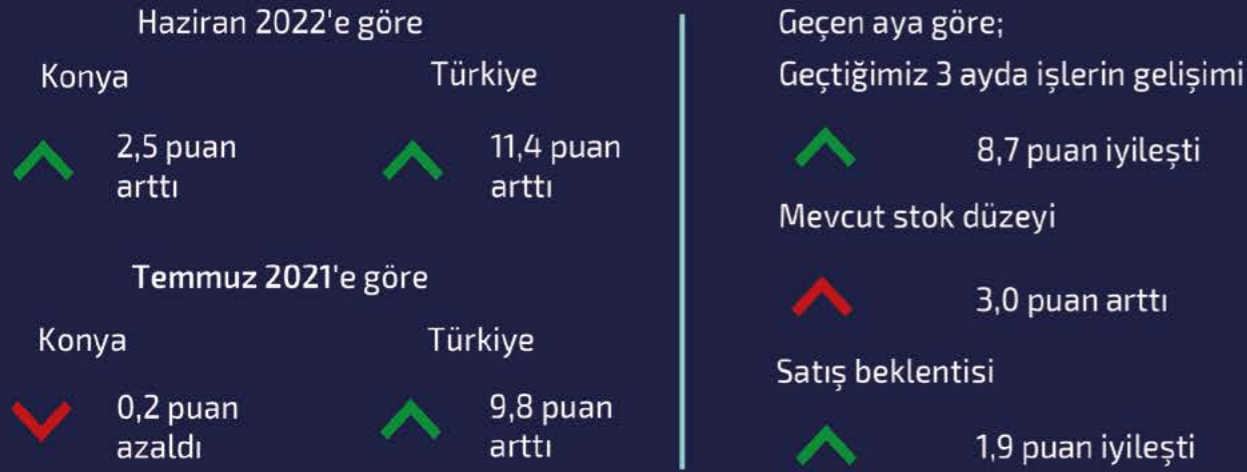 Haziran 2022'e göre
Konya
Türkiye
2,5 puan
arttı
11,4 puan
arttı
Temmuz 2021'e göre
Konya
Türkiye
0,2 puan
azaldı
9,8 puan
arttı
Geçen aya göre;
Geçtiğimiz 3 ayda işlerin gelişimi
8,7 puan iyileşti
Mevcut stok düzeyi
3,0 puan arttı
Satış beklentisi
1,9 puan iyileşti